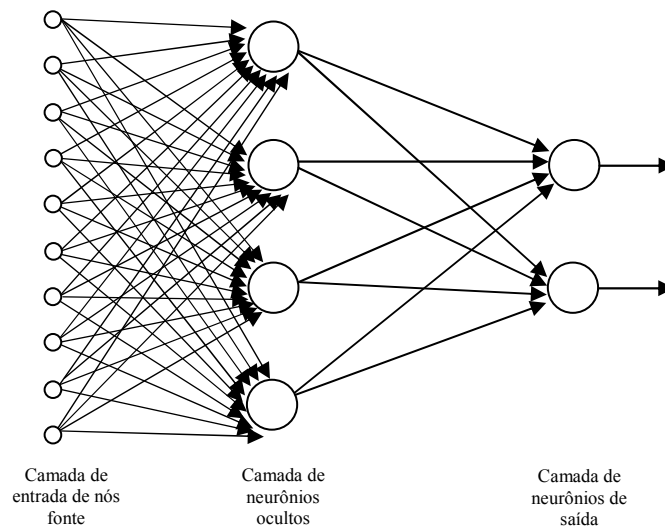 Camada de
entrada de nós
fonte
Camada de
neurônios
ocultos
Camada de
neurônios de
saída